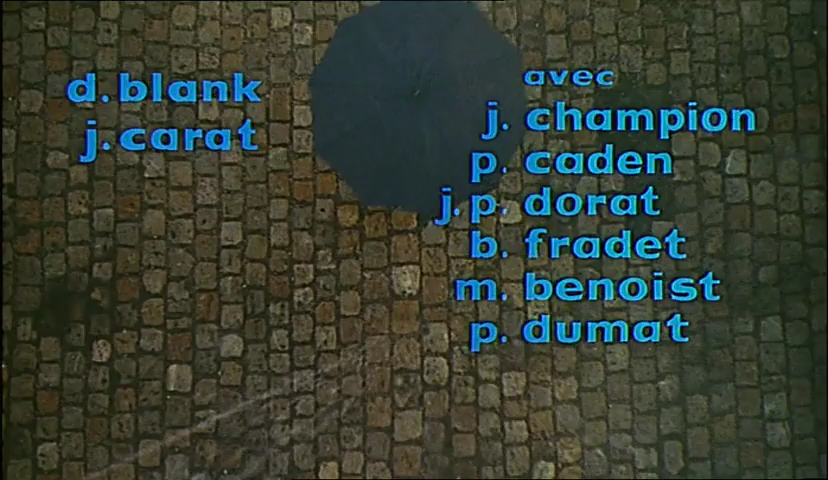 d. blank
j. carat
avec
j. champion
p. caden
j. p. dorat
b. fradet
m. benoist
p. dumat